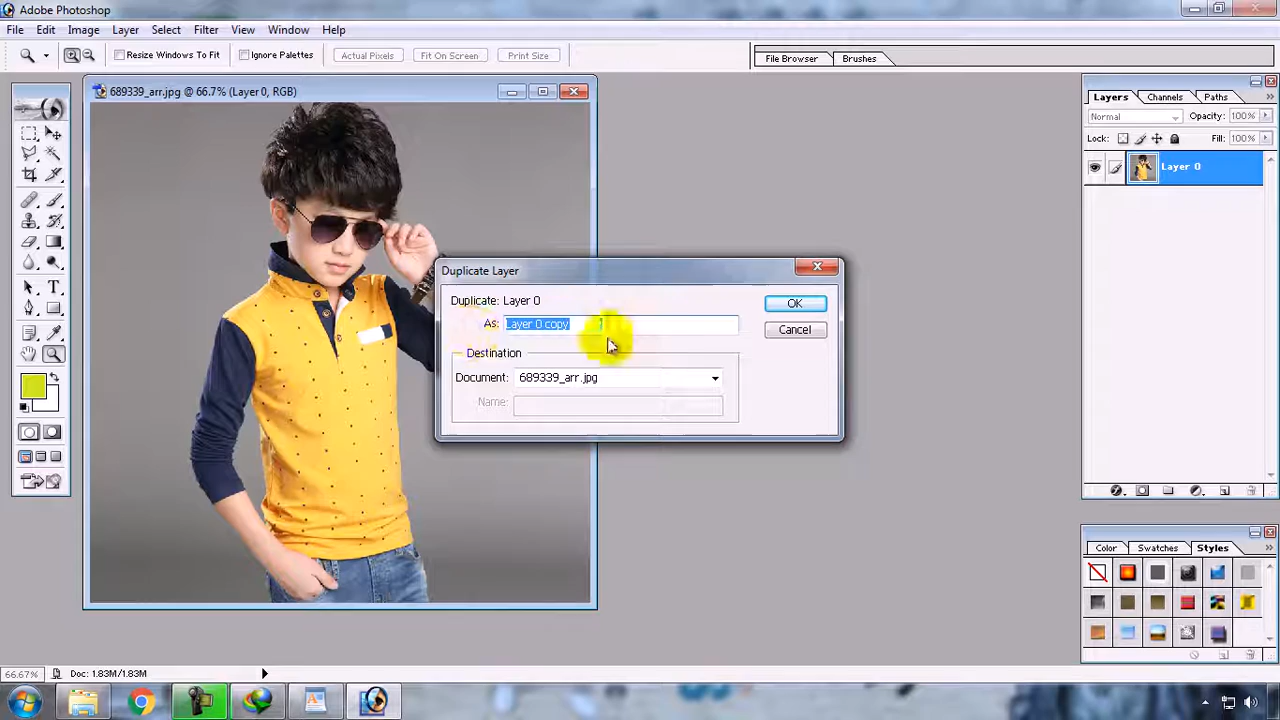 Adobe Photoshop
File Edit Image Layer Select Filter View Window Help
Resize Windows To Fit Ignore Palettes Actual Pixels Fit On Screen Print Size File Browser Brushes
689339_arr.jpg @ 66.7% (Layer 0, RGB)
Layers Channels Paths
Normal Opacity: 100%
Lock: Fill: 100%
Layer 0
Duplicate Layer
Duplicate: Layer 0
As: Layer 0 copy
OK
Cancel
Destination
Document: 689339_arr.jpg
Name:
Color Swatches Styles
66.67% Doc: 1.83M/1.83M